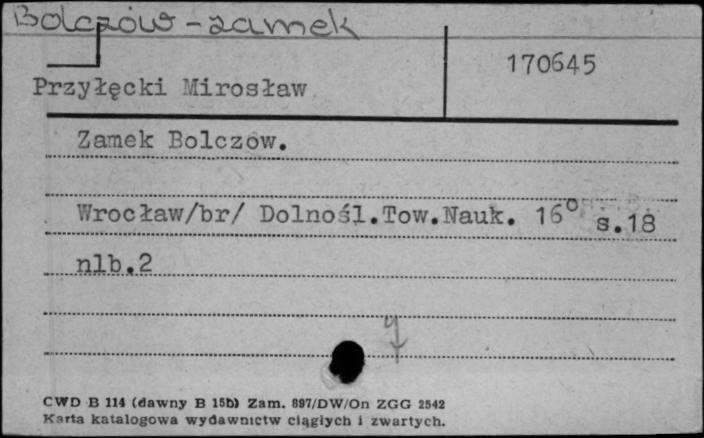 Bolczów - zamek
170645
Przyłęcki Mirosław
Zamek Bolczow.
Wrocław/br/ Dolnośl.Tow.Nauk. 16° s.18
nlb.2
CWD B 114 (dawny B 15b) Zam. 897/DW/On ZGG 2542
Karta katalogowa wydawnictw ciągłych i zwartych.